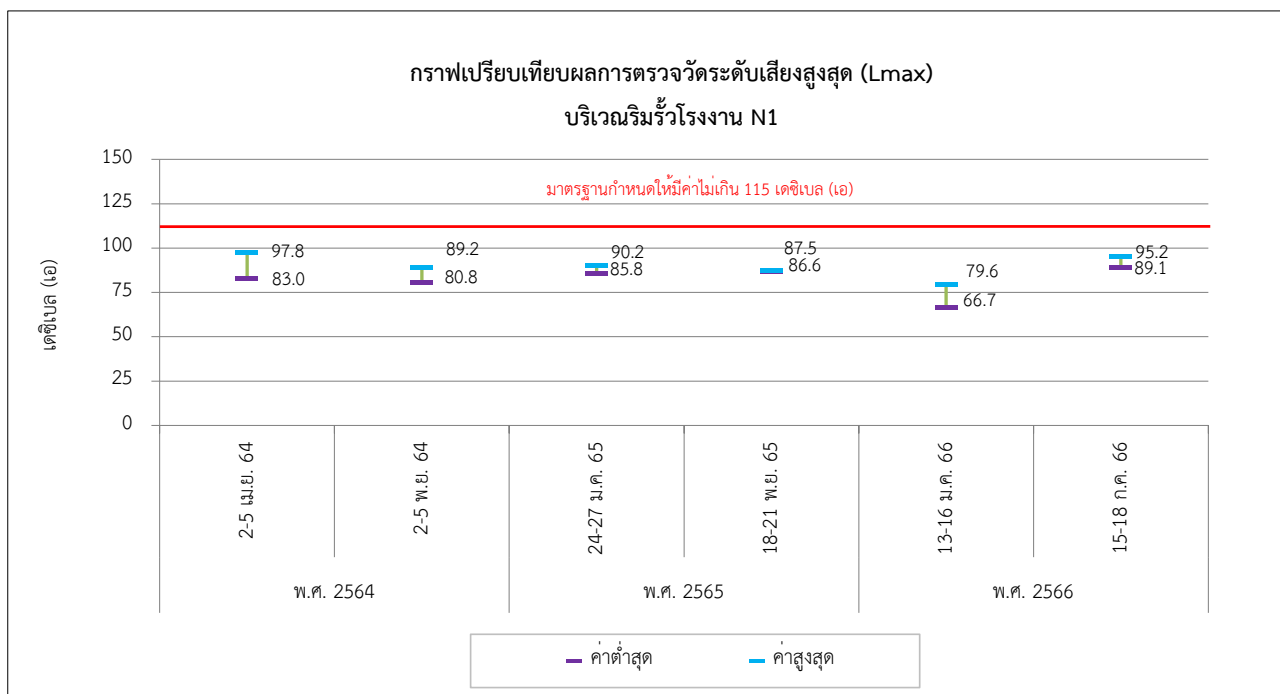 กราฟเปรียบเทียบผลการตรวจวัดระดับเสียงสูงสุด (Lmax)
บริเวณริมรั้วโรงงาน N1
เดซิเบล (เอ)
150
125
100
75
50
25
0
มาตรฐานกำหนดให้มีค่าไม่เกิน 115 เดซิเบล (เอ)
97.8
83.0
89.2
80.8
90.2
85.8
87.5
86.6
79.6
66.7
95.2
89.1
2-5 เม.ย. 64
2-5 พ.ย. 64
24-27 ม.ค. 65
18-21 พ.ย. 65
13-16 ม.ค. 66
15-18 ก.ค. 66
พ.ศ. 2564
พ.ศ. 2565
พ.ศ. 2566
ค่าต่ำสุด
ค่าสูงสุด